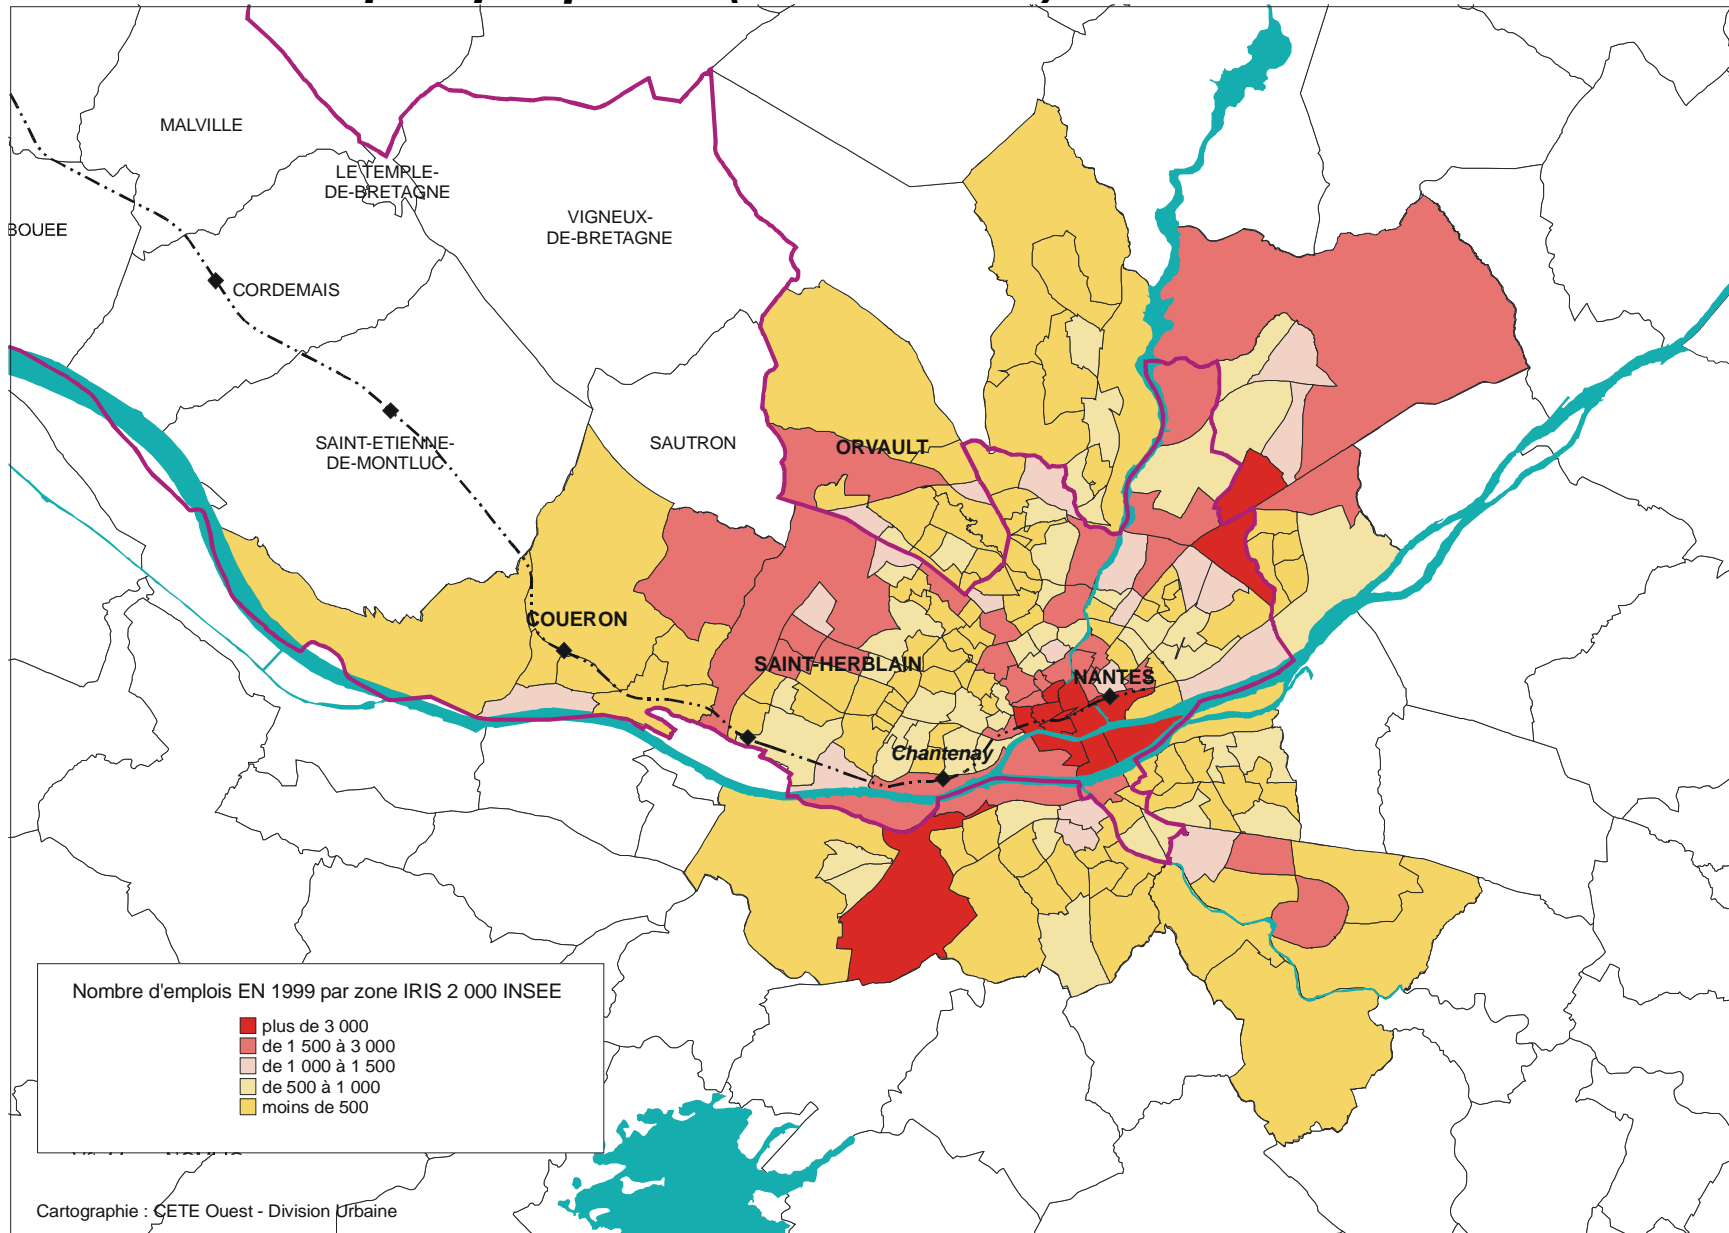 MALVILLE
LE TEMPLE-
DE-BRETAGNE
VIGNEUX-
DE-BRETAGNE
BOUEE
CORDEMAIS
SAINT-ETIENNE-
DE-MONTLUC
SAUTRON
ORVAULT
COUERON
SAINT-HERBLAIN
NANTES
Chantenay
Nombre d'emplois EN 1999 par zone IRIS 2 000 INSEE
plus de 3 000
de 1 500 à 3 000
de 1 000 à 1 500
de 500 à 1 000
moins de 500
Cartographie : CETE Ouest - Division Urbaine